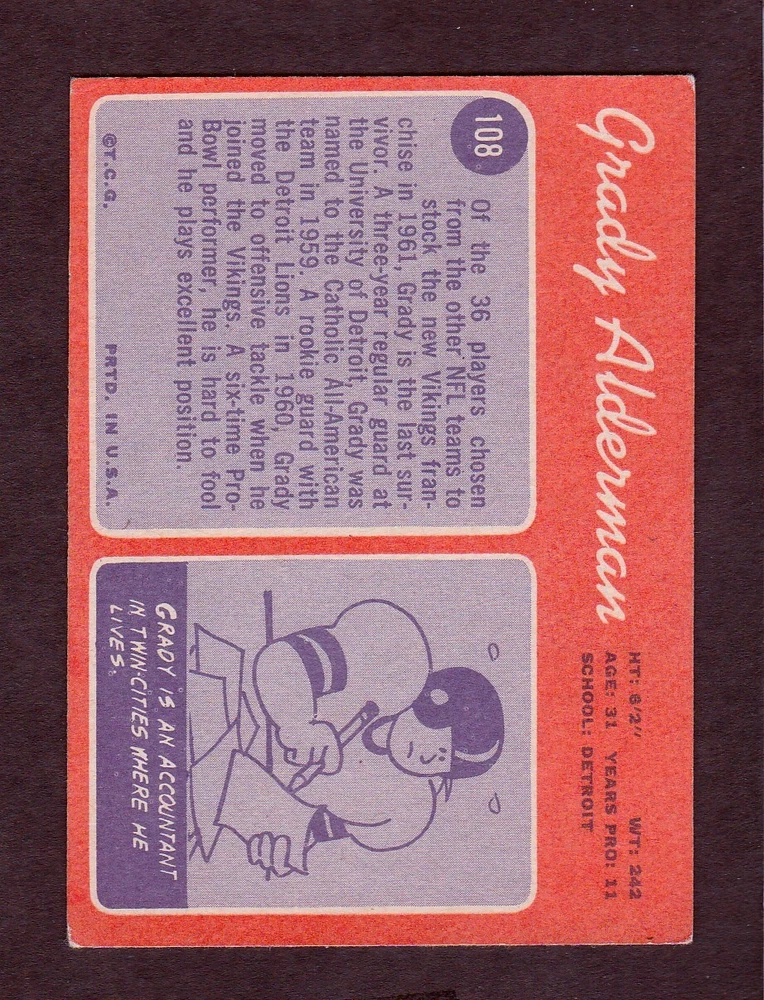 Grady Alderman
HT: 6/2" WT: 242
AGE: 31 YEARS PRO: 11
SCHOOL: DETROIT
108
Of the 36 players chosen
from the other NFL teams to
stock the new Vikings fran-
chise in 1961, Grady is the last sur-
vivor. A three-year regular guard at
the University of Detroit, Grady was
named to the Catholic All-American
team in 1959. A rookie guard with
the Detroit Lions in 1960, Grady
moved to offensive tackle when he
joined the Vikings. A six-time Pro-
Bowl performer, he is hard to fool
and he plays excellent position.
©T.C.G. PRTD. IN U.S.A.
GRADY IS AN ACCOUNTANT
IN TWIN-CITIES WHERE HE
LIVES.